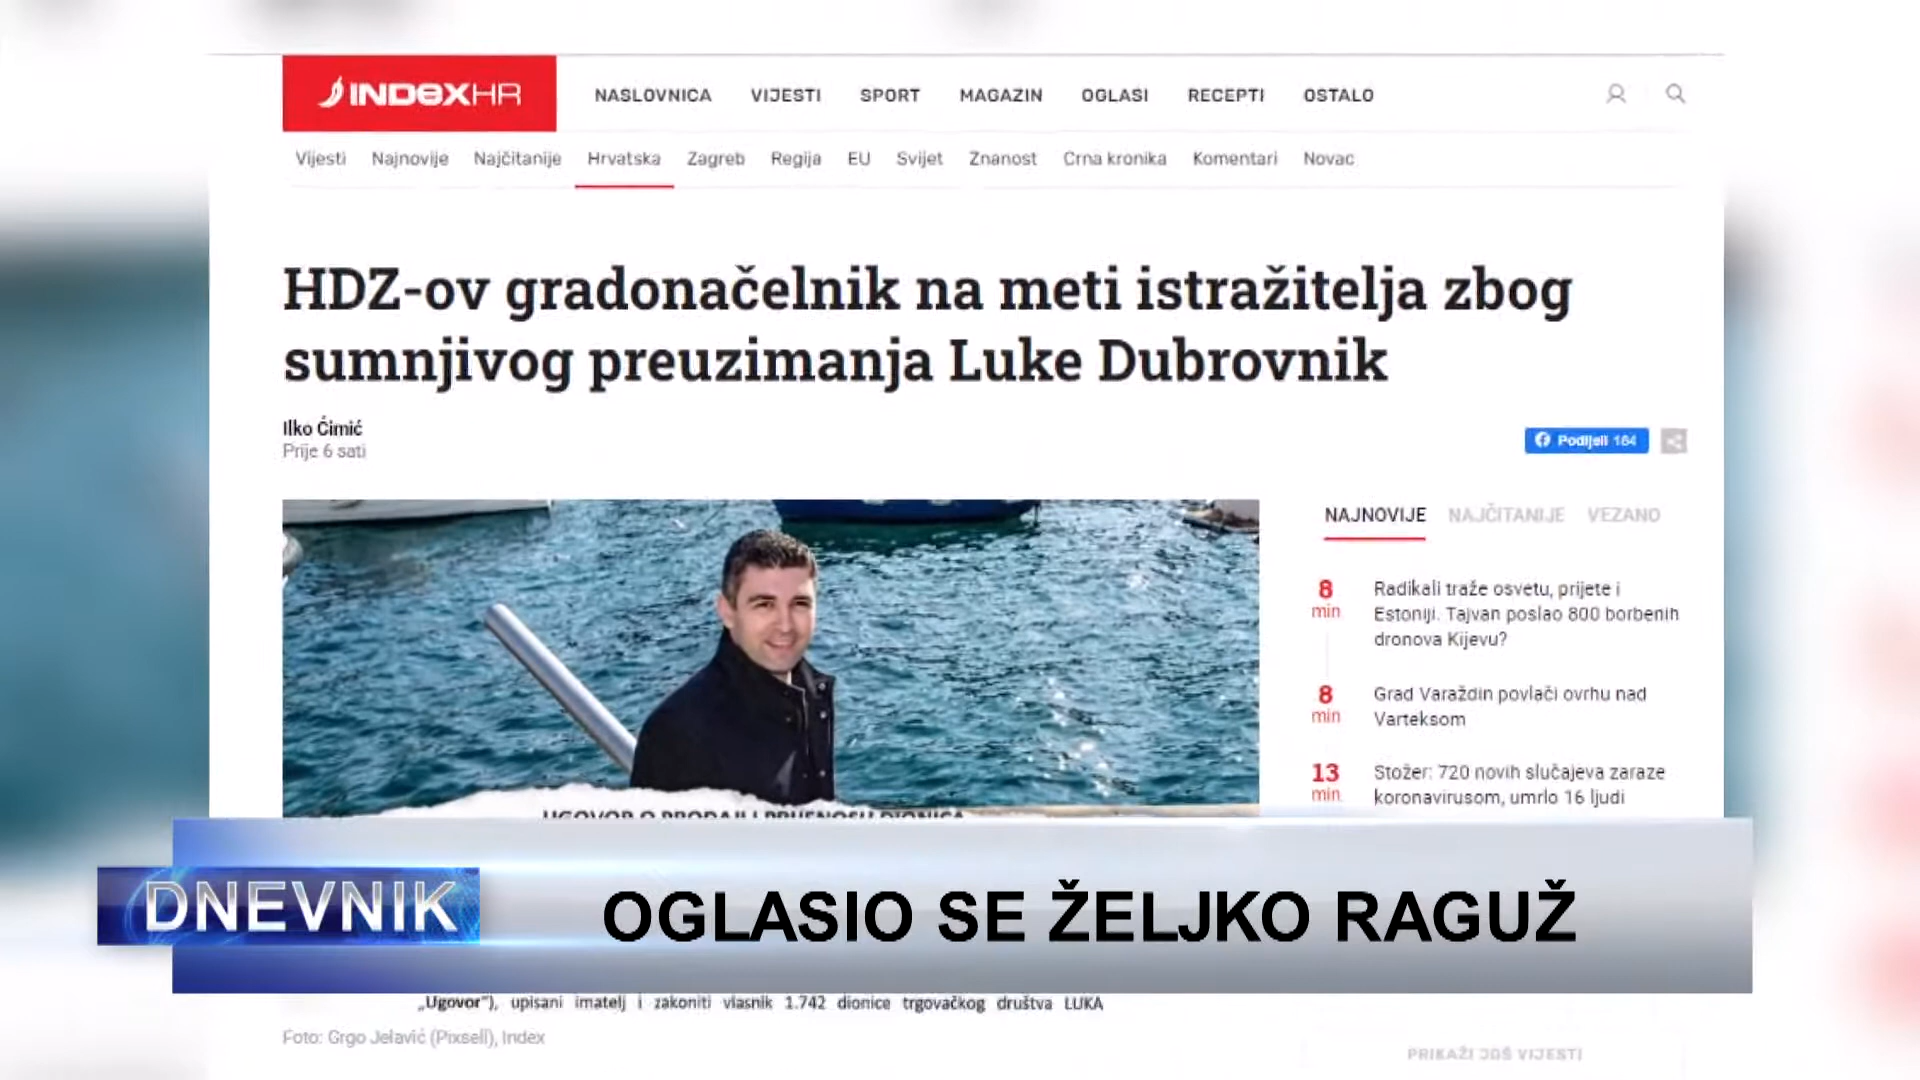 INDEXHR
NASLOVNICA VIJESTI SPORT MAGAZIN OGLASI RECEPTI OSTALO
Vijesti Najnovije Najčitanije Hrvatska Zagreb Regija EU Svijet Znanost Crna kronika Komentari Novac
HDZ-ov gradonačelnik na meti istražitelja zbog
sumnjivog preuzimanja Luke Dubrovnik
Ilko Ćimić
Prije 6 sati
Podijeli 164
NAJNOVIJE NAJČITANIJE VEZANO
8 min
Radikali traže osvetu, prijete i
Estoniji. Tajvan poslao 800 borbenih
dronova Kijevu?
8 min
Grad Varaždin povlači ovrhu nad
Varteksom
13 min
Stožer: 720 novih slučajeva zaraze
koronavirusom, umrlo 16 ljudi
UGOVOR O PRODAJI I PRIJENOSU DIONICA
DNEVNIK
OGLASIO SE ŽELJKO RAGUŽ
„Ugovor"), upisani imatelj i zakoniti vlasnik 1.742 dionice trgovačkog društva LUKA
Foto: Grgo Jelavić (Pixsell), Index
PRIKAŽI JOŠ VIJESTI